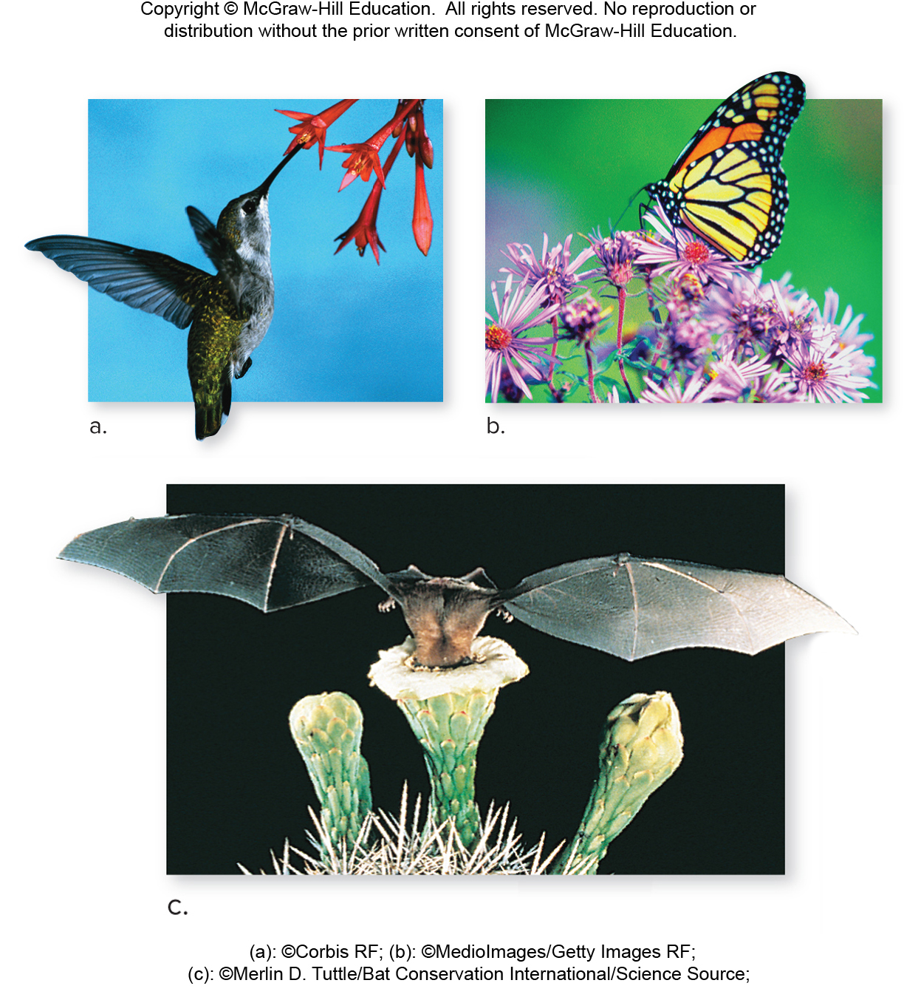 Copyright © McGraw-Hill Education.  All rights reserved. No reproduction or
distribution without the prior written consent of McGraw-Hill Education.
a.
b.
c.
(a): ©Corbis RF; (b): ©MedioImages/Getty Images RF;
(c): ©Merlin D. Tuttle/Bat Conservation International/Science Source;